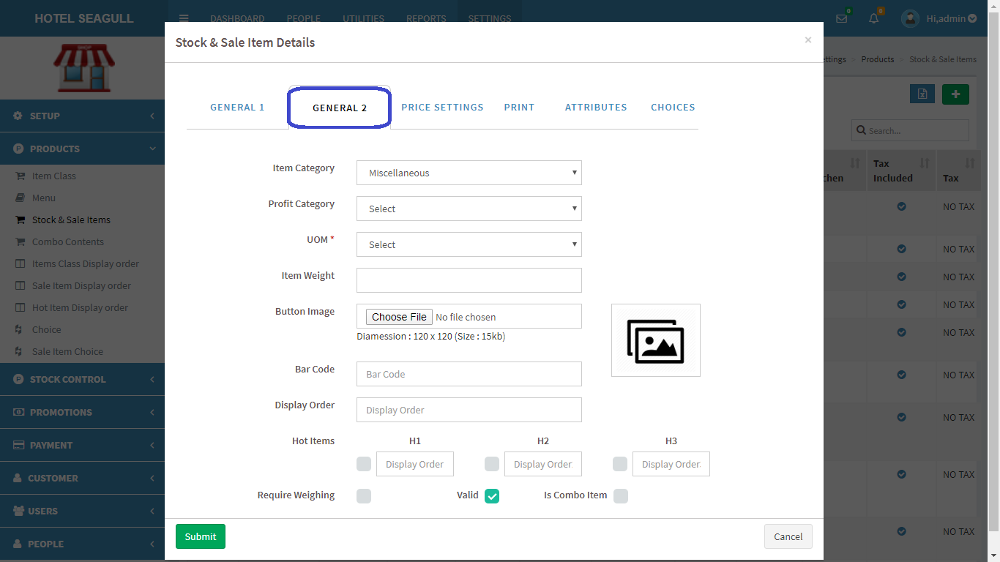 HOTEL SEAGULL
DASHBOARD PEOPLE UTILITIES REPORTS SETTINGS
0 0 Hi,admin
SHOP
Stock & Sale Item Details ×
Products > Stock & Sale Items
SETUP
PRODUCTS
Item Class
Menu
Stock & Sale Items
Combo Contents
Items Class Display order
Sale Item Display order
Hot Item Display order
Choice
Sale Item Choice
STOCK CONTROL
PROMOTIONS
PAYMENT
CUSTOMER
USERS
PEOPLE
GENERAL 1 GENERAL 2 PRICE SETTINGS PRINT ATTRIBUTES CHOICES
Item Category Miscellaneous
Profit Category Select
UOM * Select
Item Weight
Button Image Choose File No file chosen
Diamession : 120 x 120 (Size : 15kb)
Bar Code Bar Code
Display Order Display Order
Hot Items H1 H2 H3
Display Order Display Order Display Order
Require Weighing Valid Is Combo Item
Submit Cancel
Search...
Tax
Included Tax
NO TAX
NO TAX
NO TAX
NO TAX
NO TAX
NO TAX
NO TAX
NO TAX
NO TAX